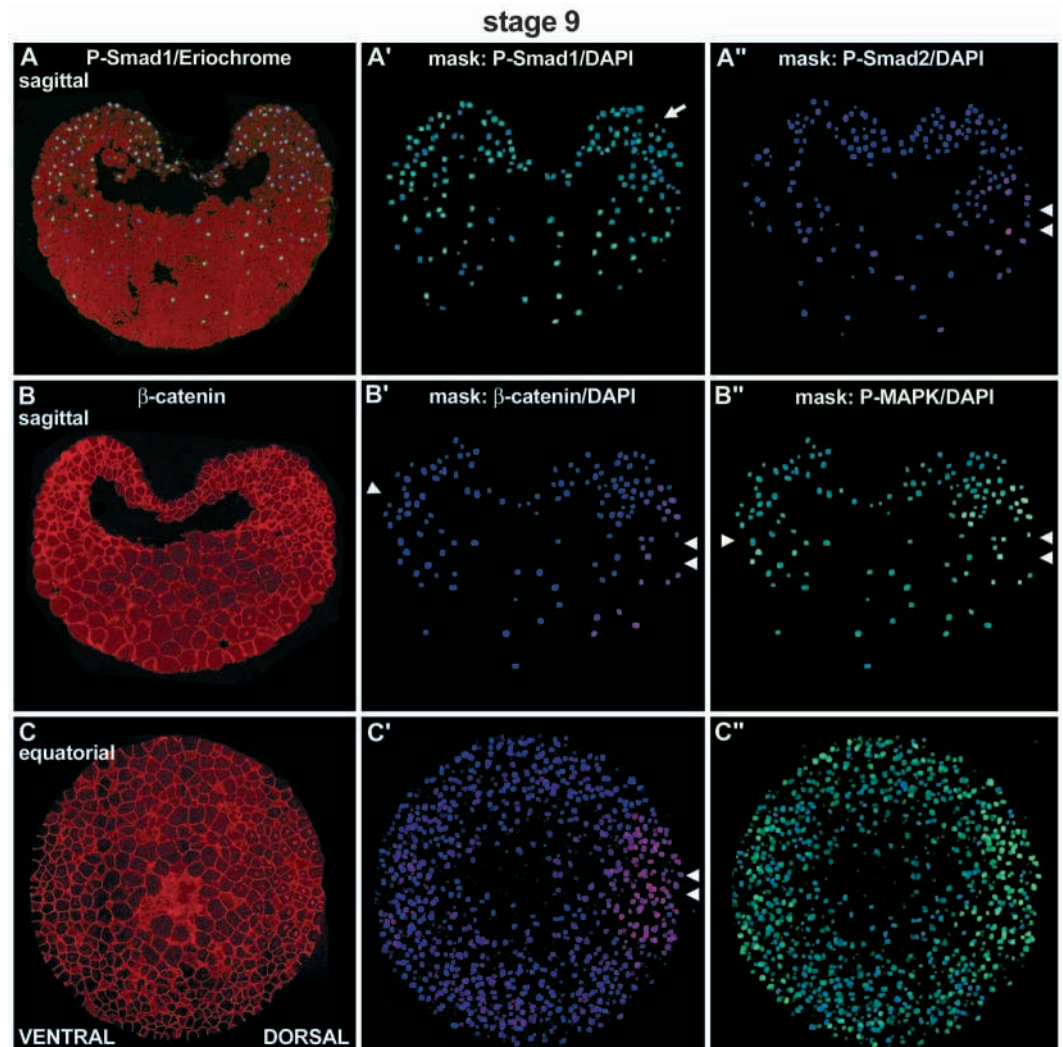 stage 9
A P-Smad1/Eriochrome
sagittal
A' mask: P-Smad1/DAPI
A'' mask: P-Smad2/DAPI
B β-catenin
sagittal
B' mask: β-catenin/DAPI
B'' mask: P-MAPK/DAPI
C
equatorial
VENTRAL DORSAL
C'
C''